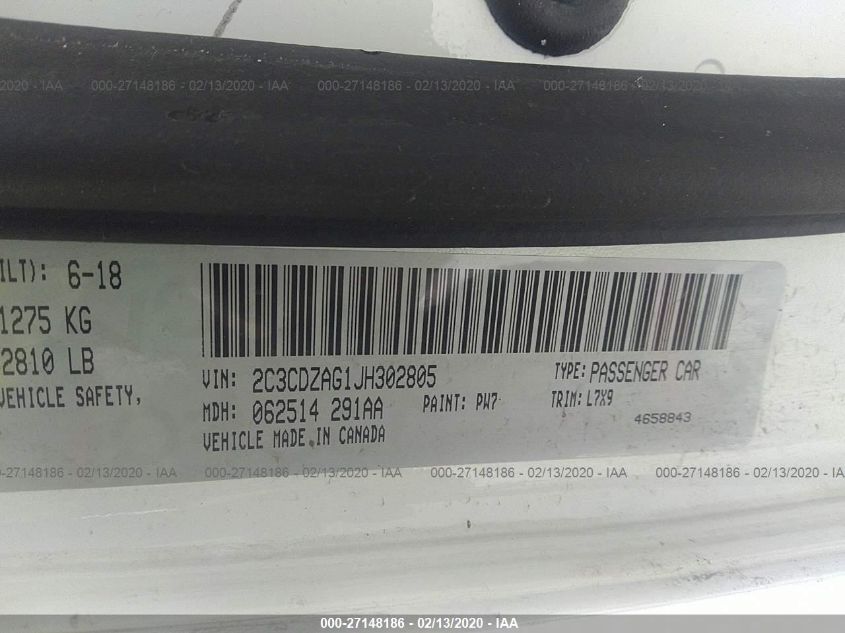 000-27148186 - 02/13/2020 - IAA
ILT): 6-18
1275 KG
2810 LB
VEHICLE SAFETY,
VIN: 2C3CDZAG1JH302805
TYPE: PASSENGER CAR
MDH: 062514 291AA
PAINT: PW7
TRIM: L7X9
VEHICLE MADE IN CANADA
4658843
000-27148186 - 02/13/2020 - IAA
000-27148186 - 02/13/2020 - IAA